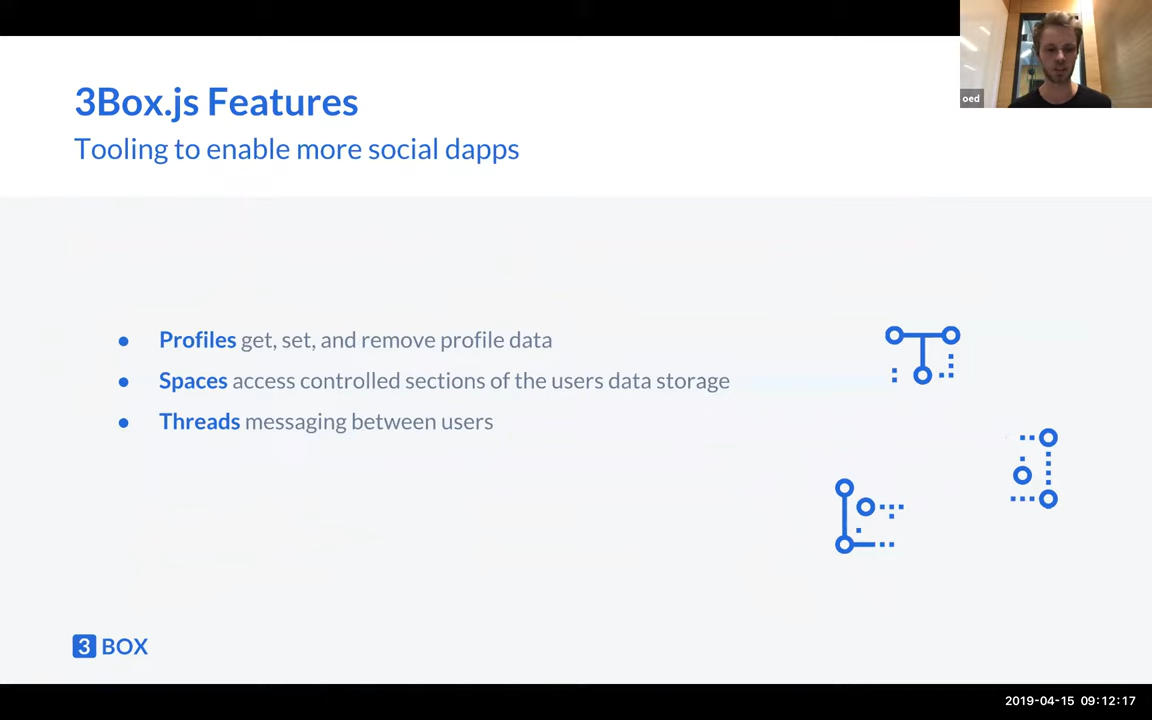 3Box.js Features
Tooling to enable more social dapps
oed
● Profiles get, set, and remove profile data
● Spaces access controlled sections of the users data storage
● Threads messaging between users
3 BOX
2019-04-15 09:12:17